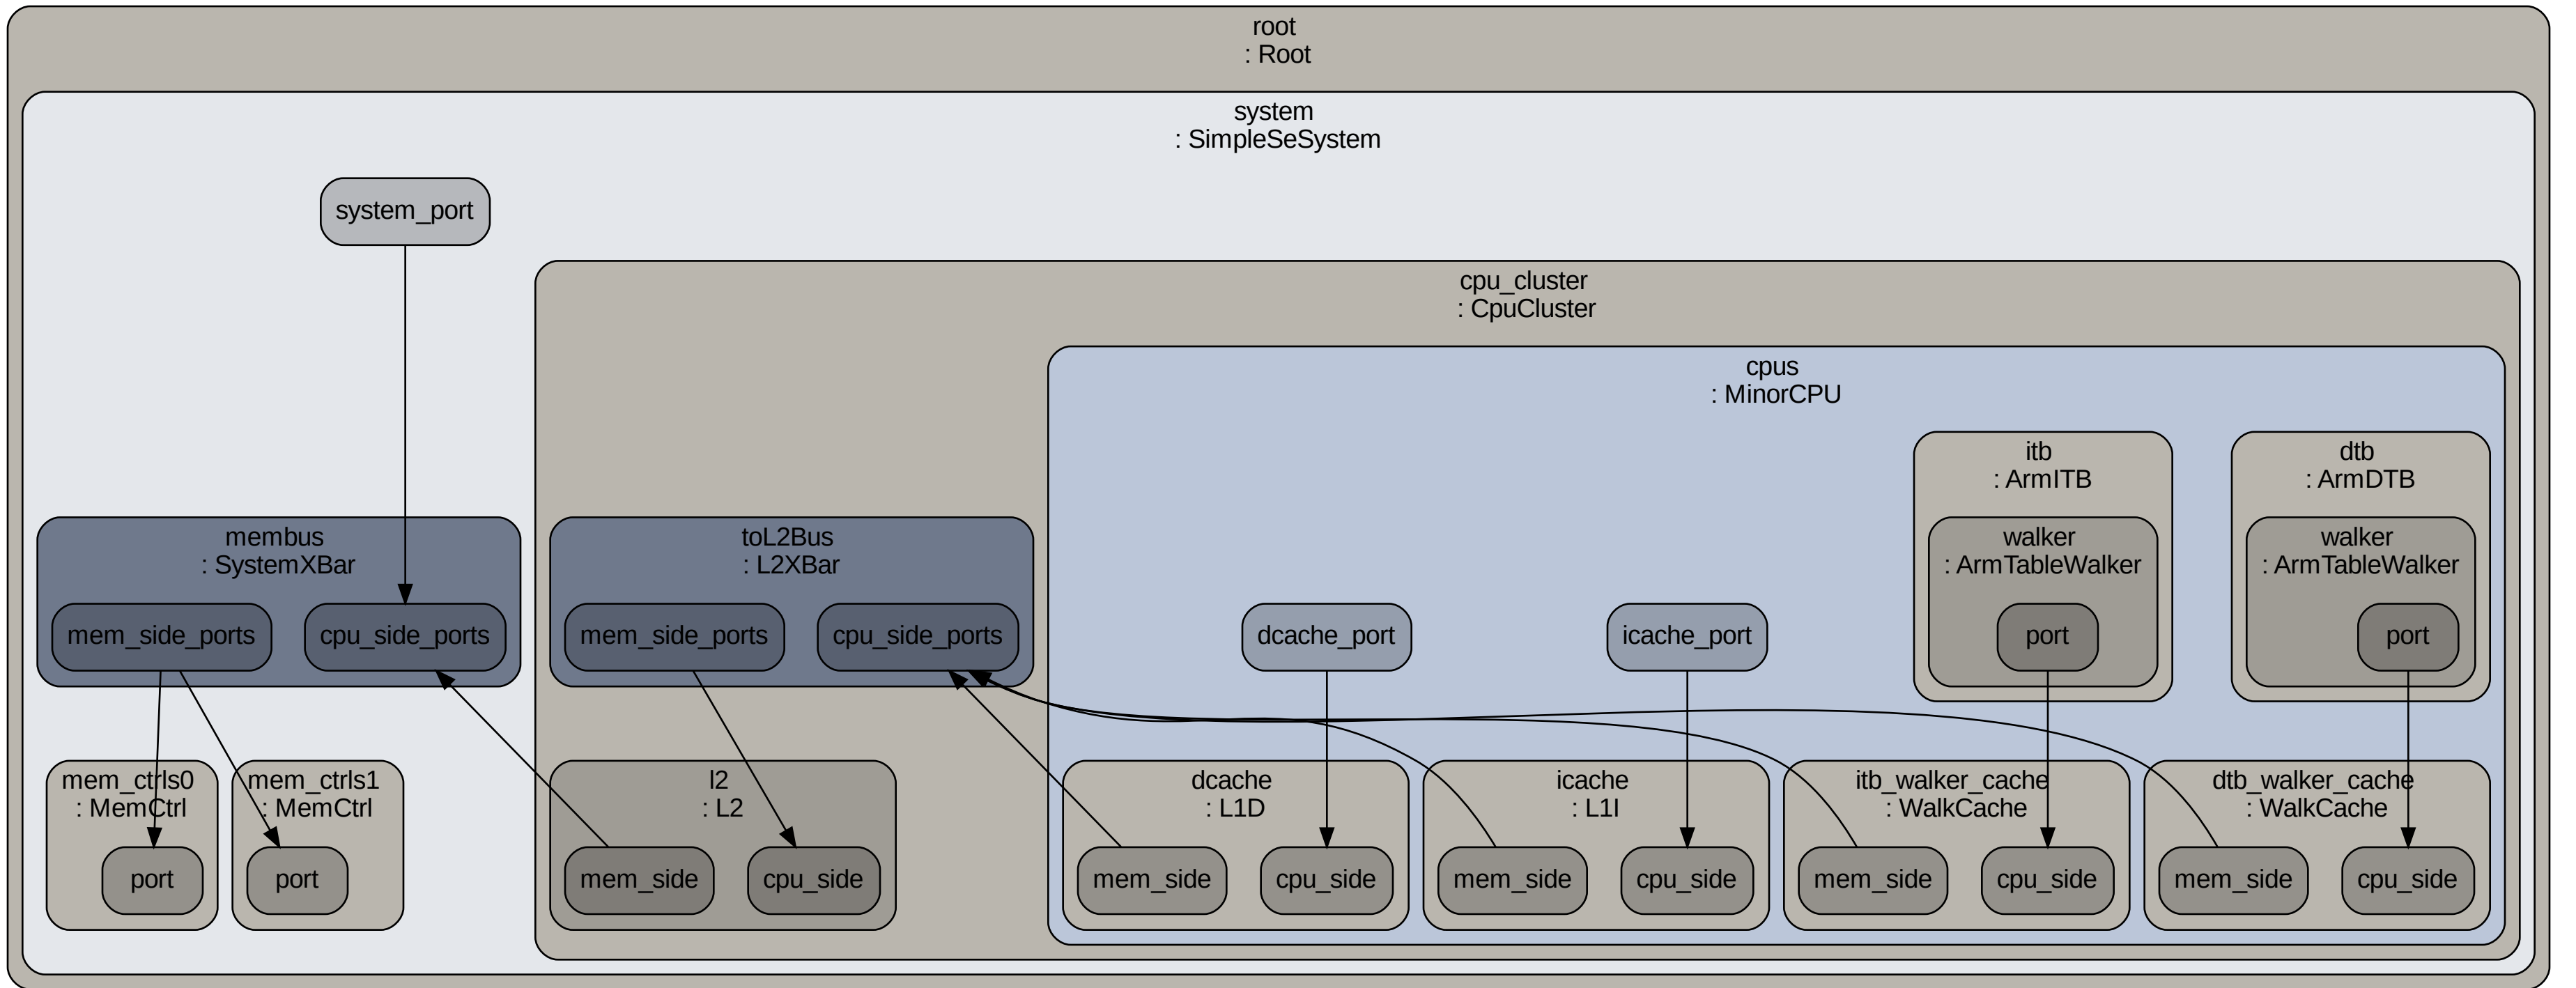 root
: Root
system
: SimpleSeSystem
system_port
cpu_cluster
: CpuCluster
cpus
: MinorCPU
itb
: ArmITB
dtb
: ArmDTB
membus
: SystemXBar
toL2Bus
: L2XBar
walker
: ArmTableWalker
walker
: ArmTableWalker
mem_side_ports
cpu_side_ports
mem_side_ports
cpu_side_ports
dcache_port
icache_port
port
port
mem_ctrls0
: MemCtrl
mem_ctrls1
: MemCtrl
l2
: L2
dcache
: L1D
icache
: L1I
itb_walker_cache
: WalkCache
dtb_walker_cache
: WalkCache
port
port
mem_side
cpu_side
mem_side
cpu_side
mem_side
cpu_side
mem_side
cpu_side
mem_side
cpu_side